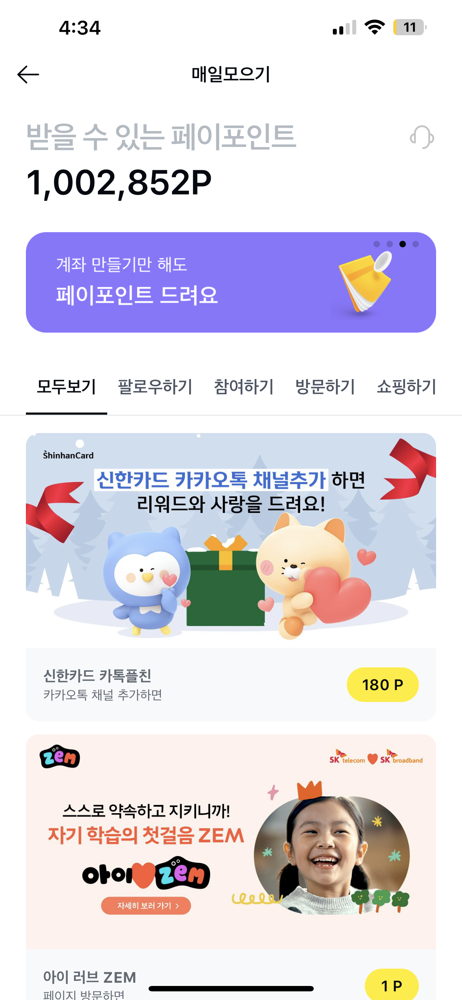 4:34
11
매일모으기
받을 수 있는 페이포인트
1,002,852P
계좌 만들기만 해도
페이포인트 드려요
모두보기 팔로우하기 참여하기 방문하기 쇼핑하기
ShinhanCard
신한카드 카카오톡 채널추가 하면
리워드와 사랑을 드려요!
신한카드 카톡플친
카카오톡 채널 추가하면
180 P
zem
SK telecom SK broadband
스스로 약속하고 지키니까!
자기 학습의 첫걸음 ZEM
아이 zem
자세히 보러 가기 >
아이 러브 ZEM
페이지 방문하면
1 P